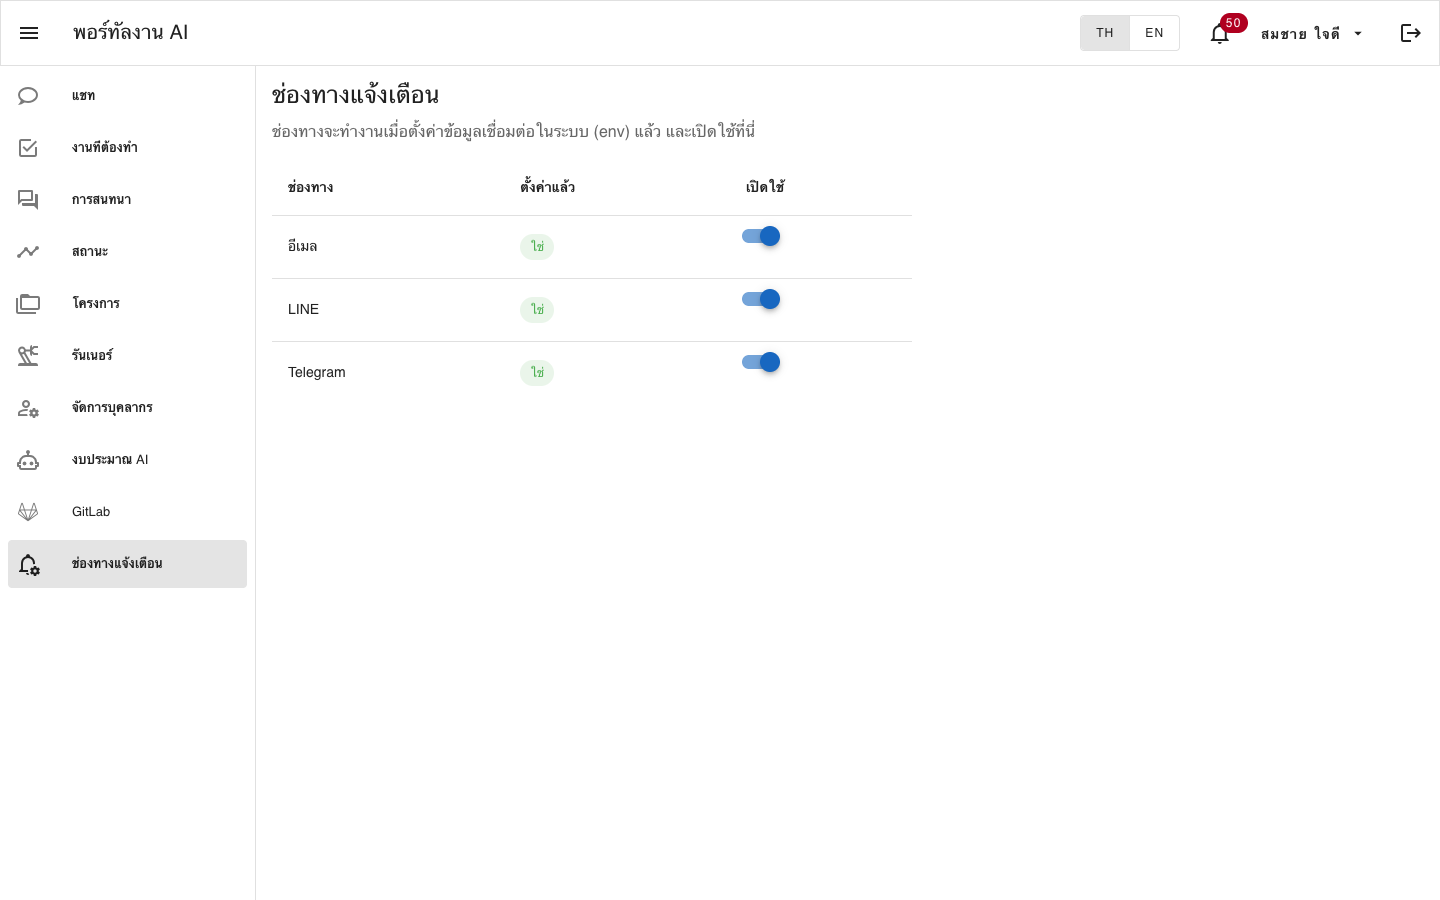 พอร์ทัลงาน AI
TH EN
50
สมชาย ใจดี
แชท
งานที่ต้องทำ
การสนทนา
สถานะ
โครงการ
รันเนอร์
จัดการบุคลากร
งบประมาณ AI
GitLab
ช่องทางแจ้งเตือน
ช่องทางแจ้งเตือน
ช่องทางจะทำงานเมื่อตั้งค่าข้อมูลเชื่อมต่อในระบบ (env) แล้ว และเปิดใช้ที่นี่
ช่องทาง ตั้งค่าแล้ว เปิดใช้
อีเมล ใช่
LINE ใช่
Telegram ใช่